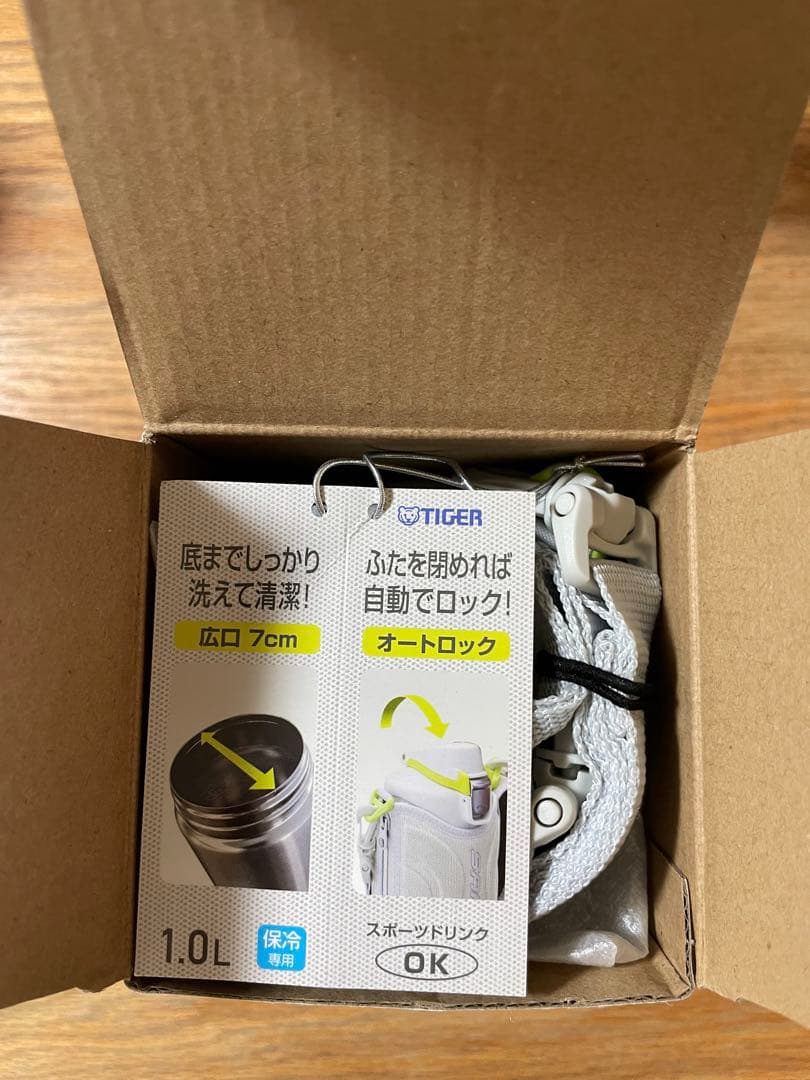 底までしっかり
洗えて清潔!
広口 7cm
1.0L
保冷
専用
TIGER
ふたを閉めれば
自動でロック!
オートロック
スポーツドリンク
OK